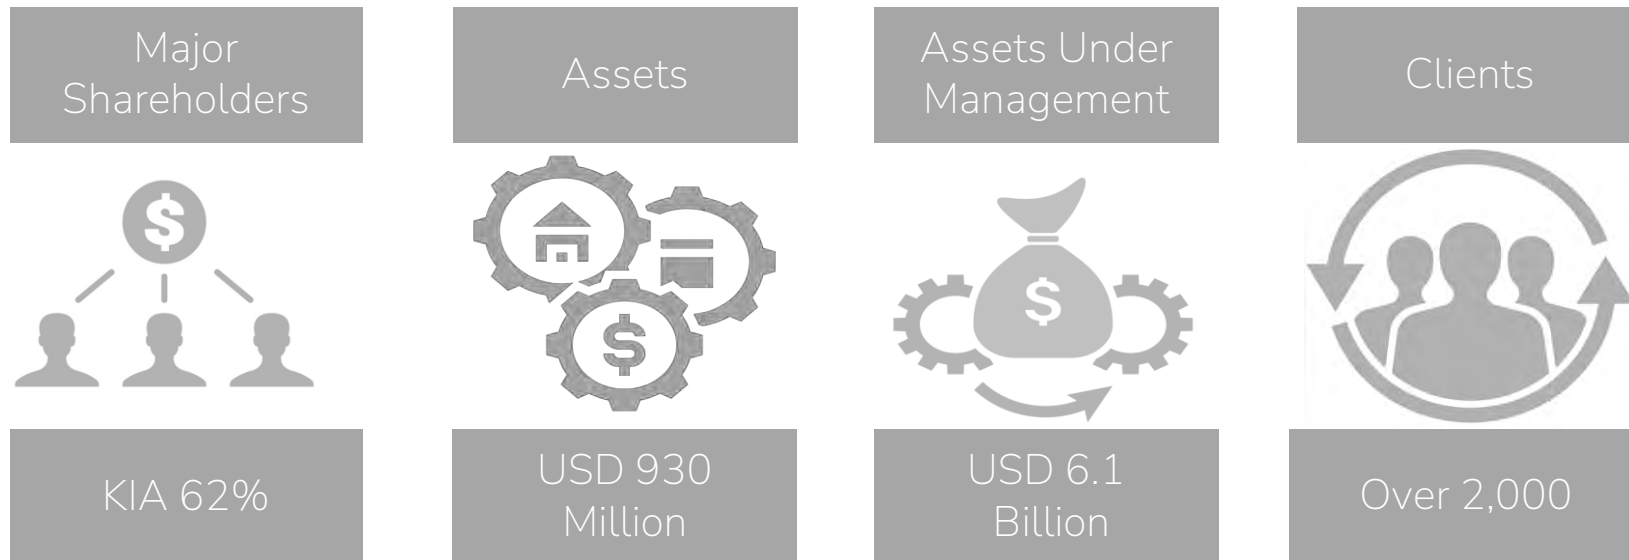 Major
Shareholders
Assets
Assets Under
Management
Clients
$
$
$
KIA 62%
USD 930
Million
USD 6.1
Billion
Over 2,000